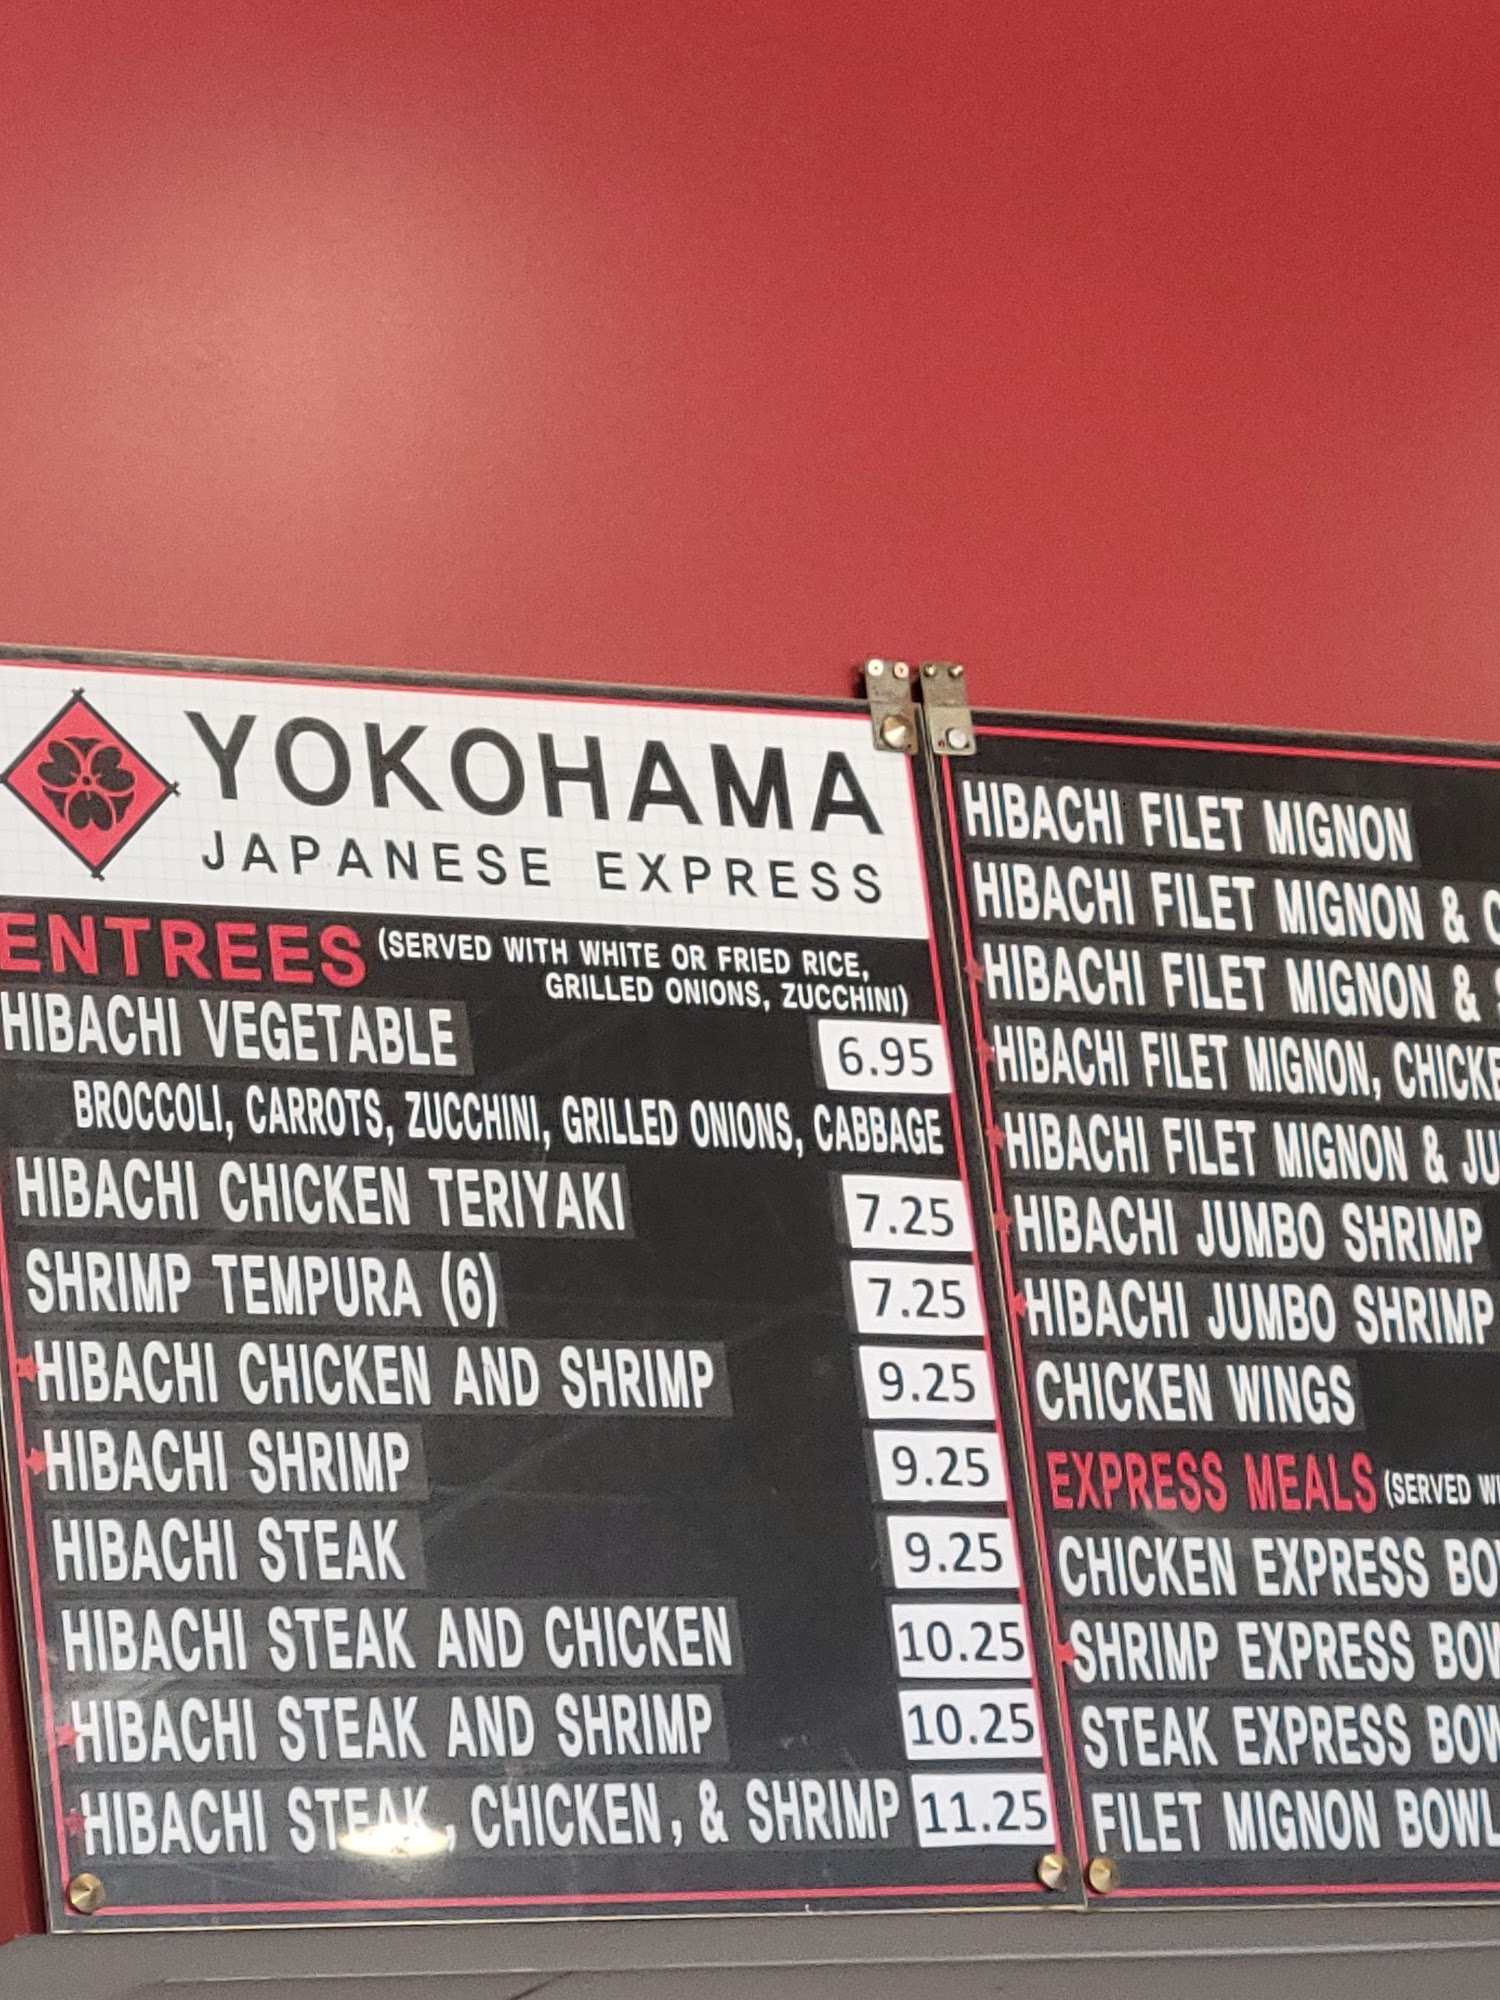 YOKOHAMA
JAPANESE EXPRESS
ENTREES (SERVED WITH WHITE OR FRIED RICE,
GRILLED ONIONS, ZUCCHINI)
HIBACHI VEGETABLE 6.95
BROCCOLI, CARROTS, ZUCCHINI, GRILLED ONIONS, CABBAGE
HIBACHI CHICKEN TERIYAKI 7.25
SHRIMP TEMPURA (6) 7.25
HIBACHI CHICKEN AND SHRIMP 9.25
HIBACHI SHRIMP 9.25
HIBACHI STEAK 9.25
HIBACHI STEAK AND CHICKEN 10.25
HIBACHI STEAK AND SHRIMP 10.25
HIBACHI STEAK, CHICKEN, & SHRIMP 11.25
HIBACHI FILET MIGNON
HIBACHI FILET MIGNON &
HIBACHI FILET MIGNON &
HIBACHI FILET MIGNON,
HIBACHI FILET MIGNON &
HIBACHI JUMBO SHRIMP
HIBACHI JUMBO SHRIMP
CHICKEN WINGS
EXPRESS MEALS (SERVED
CHICKEN EXPRESS
SHRIMP EXPRESS
STEAK EXPRESS
FILET MIGNON BOWL